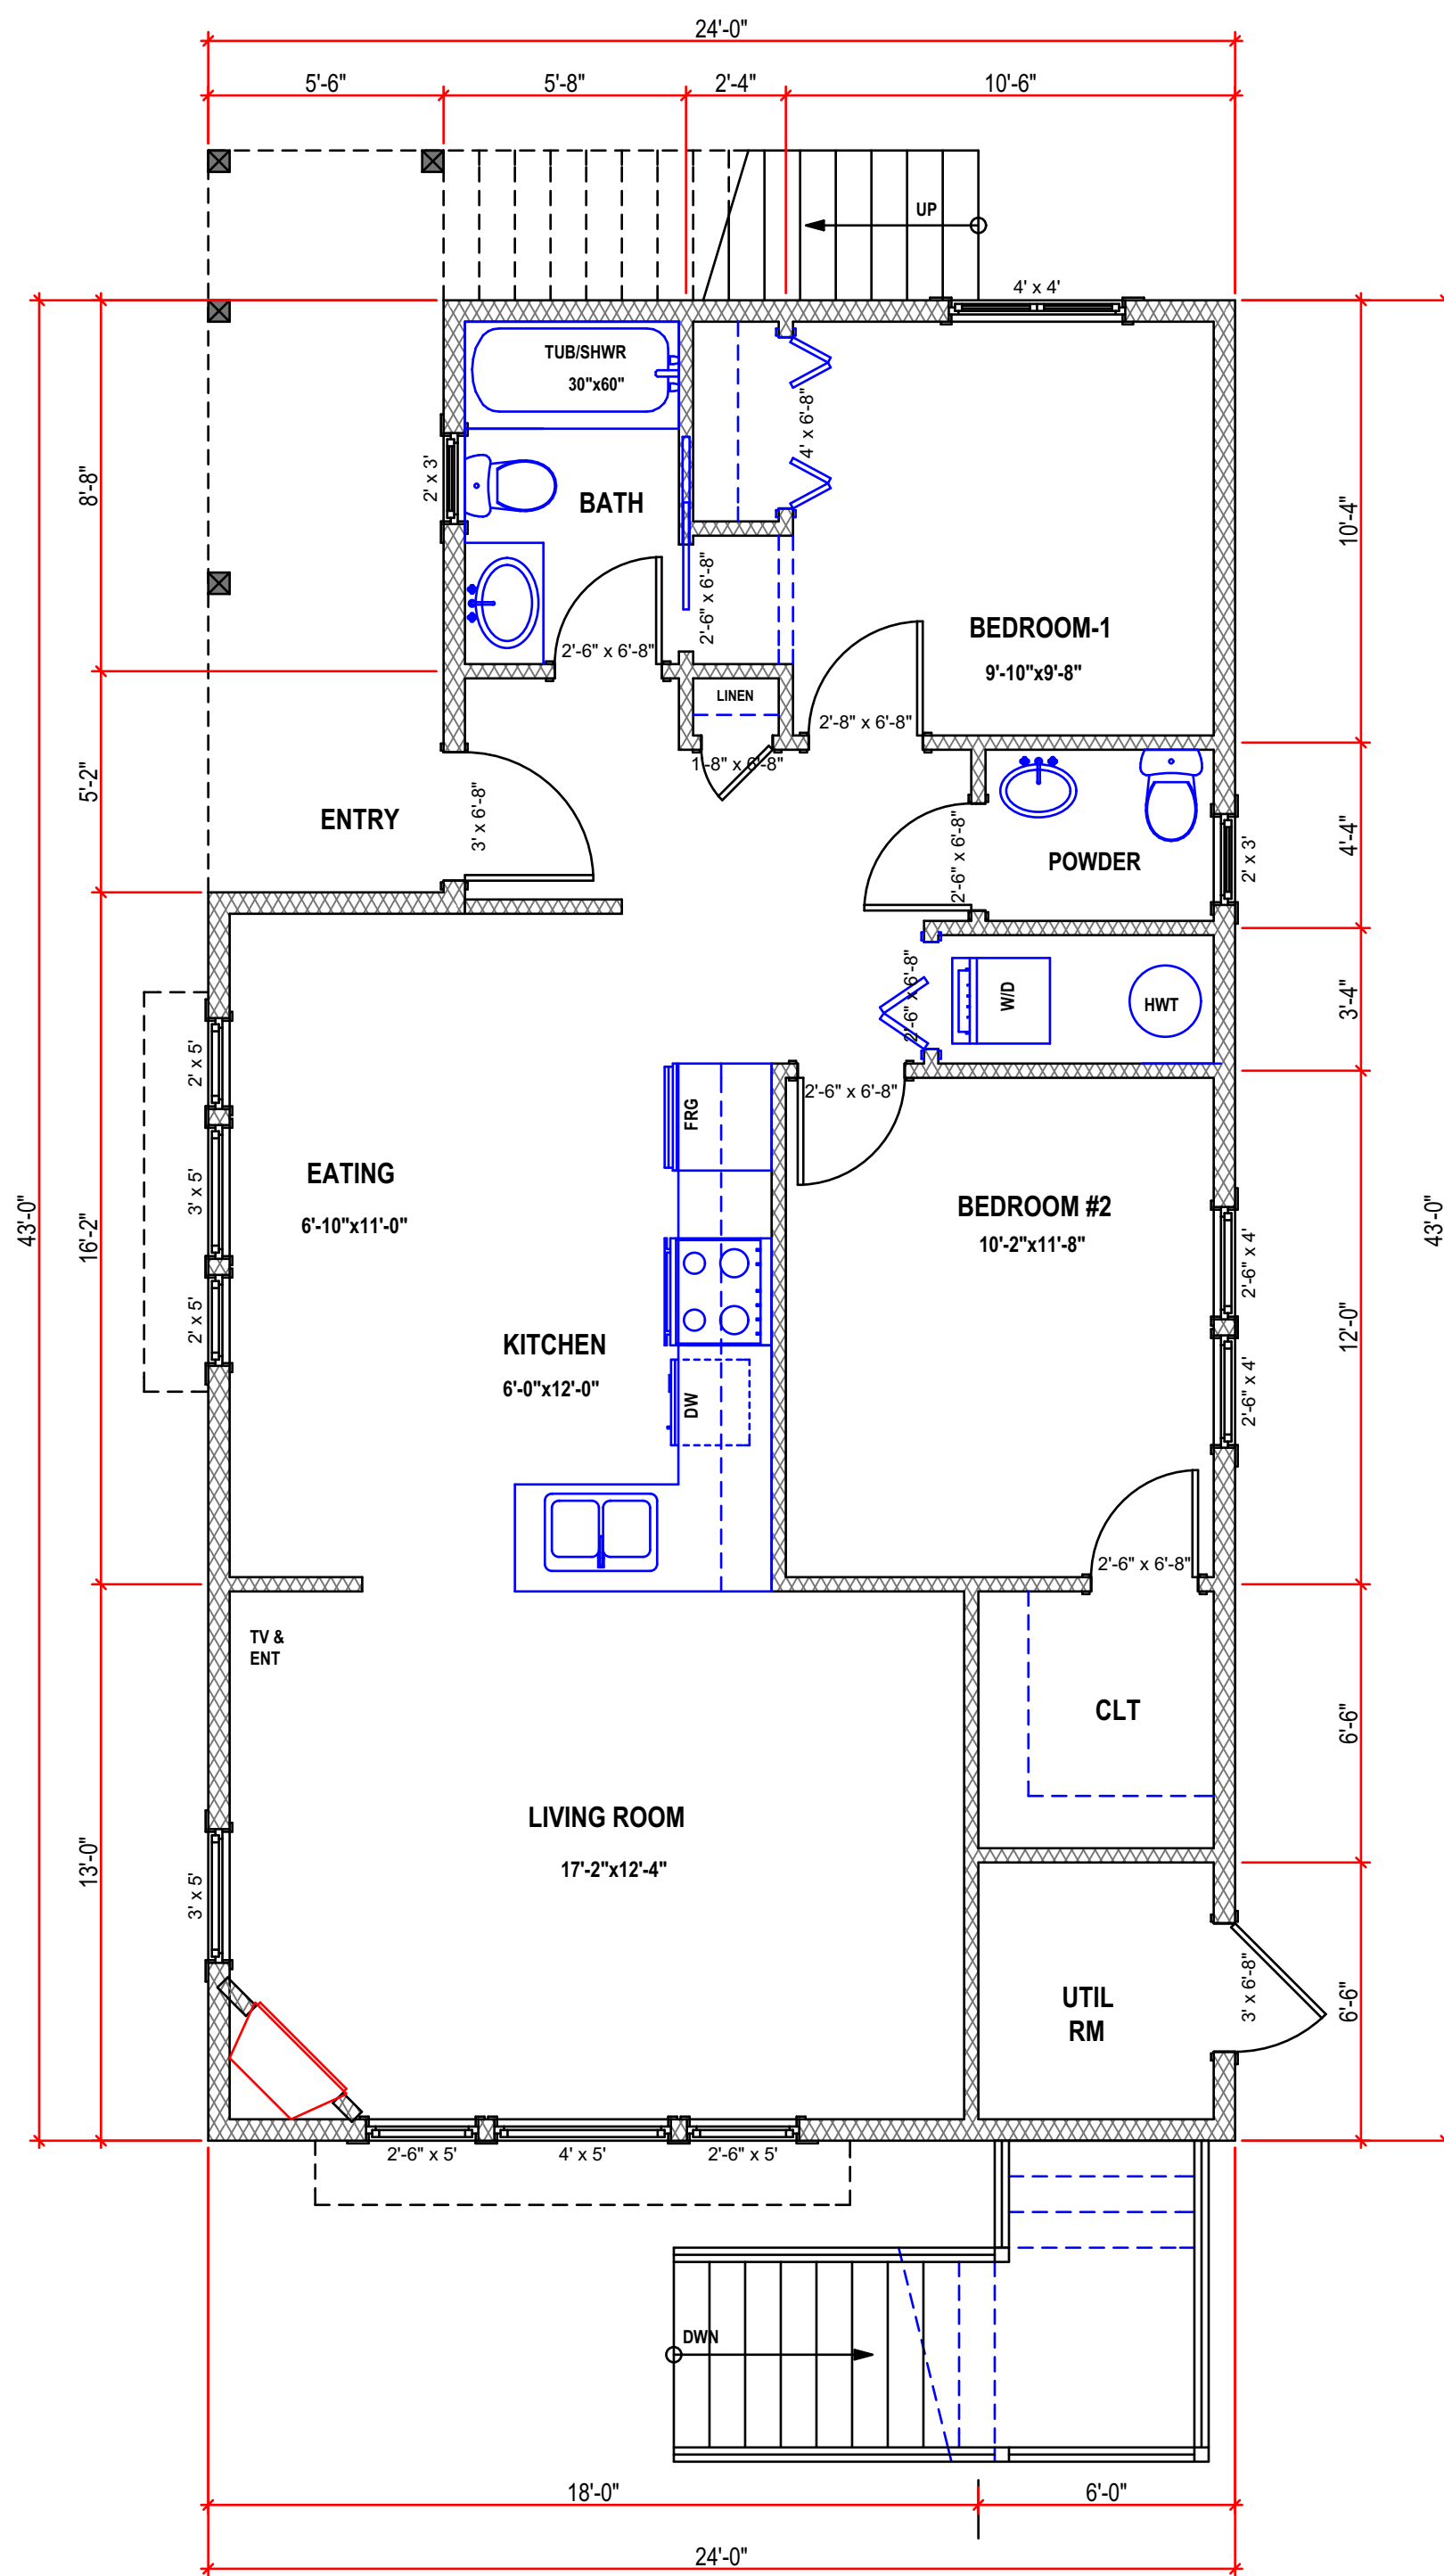 24'-0"
5'-6"
5'-8"
2'-4"
10'-6"
UP
4' x 4'
TUB/SHWR
30"x60"
4' x 6'-8"
2' x 3'
BATH
8'-8"
10'-4"
2'-6" x 6'-8"
2'-6" x 6'-8"
BEDROOM-1
9'-10"x9'-8"
LINEN
2'-8" x 6'-8"
1'-8" x 6'-8"
5'-2"
ENTRY
3' x 6'-8"
2'-6" x 6'-8"
POWDER
2' x 3'
4'-4"
2'-6" x 6'-8"
W/D
HWT
3'-4"
2' x 5'
FRG
2'-6" x 6'-8"
EATING
6'-10"x11'-0"
3' x 5'
BEDROOM #2
10'-2"x11'-8"
43'-0"
16'-2"
2'-6" x 4'
43'-0"
2' x 5'
KITCHEN
6'-0"x12'-0"
DW
2'-6" x 4'
12'-0"
2'-6" x 6'-8"
TV &
ENT
CLT
6'-6"
LIVING ROOM
17'-2"x12'-4"
13'-0"
3' x 5'
UTIL
RM
3' x 6'-8"
6'-6"
2'-6" x 5'
4' x 5'
2'-6" x 5'
DWN
18'-0"
6'-0"
24'-0"